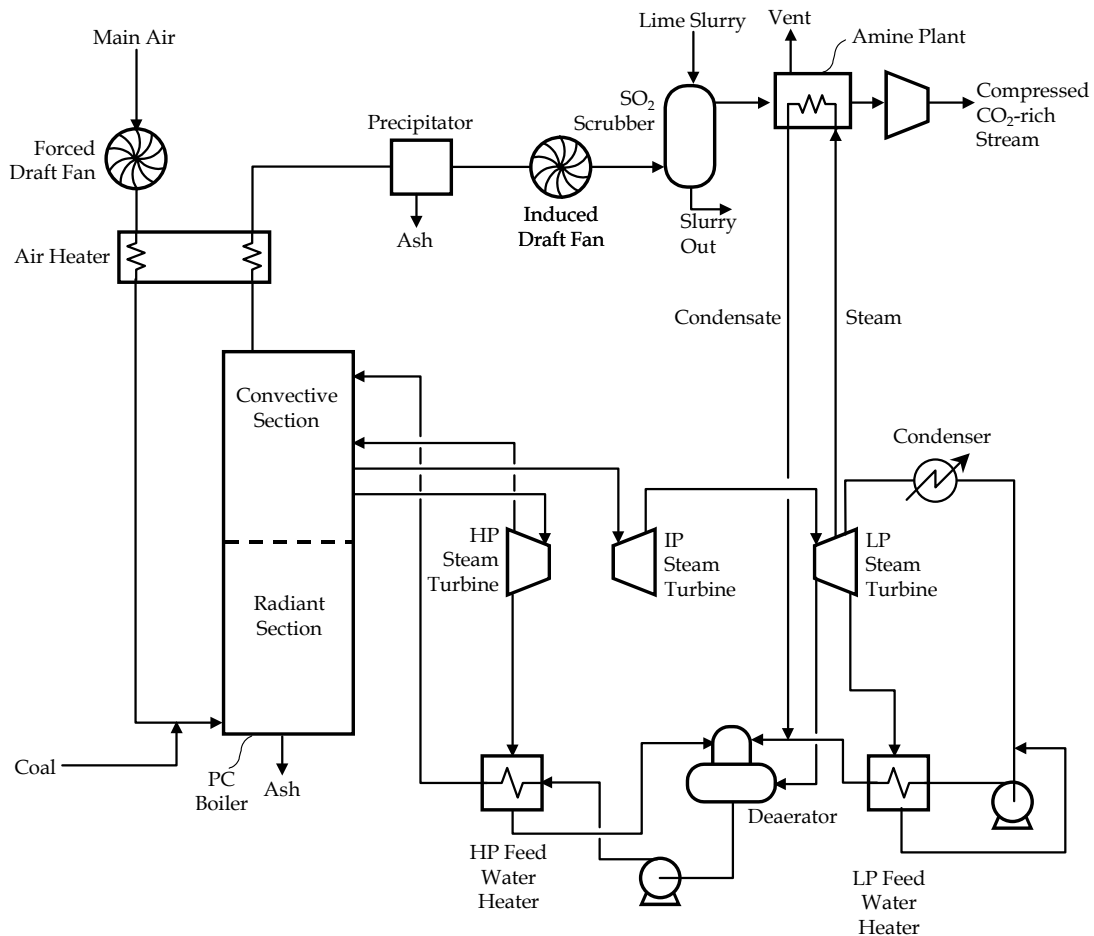 Main Air
Forced
Draft Fan
Air Heater
Precipitator
Ash
Induced
Draft Fan
Lime Slurry
SO₂
Scrubber
Slurry
Out
Vent
Amine Plant
Compressed
CO₂-rich
Stream
Condensate
Steam
Convective
Section
Radiant
Section
Coal
PC
Boiler
Ash
HP
Steam
Turbine
IP
Steam
Turbine
LP
Steam
Turbine
Condenser
HP Feed
Water
Heater
Deaerator
LP Feed
Water
Heater